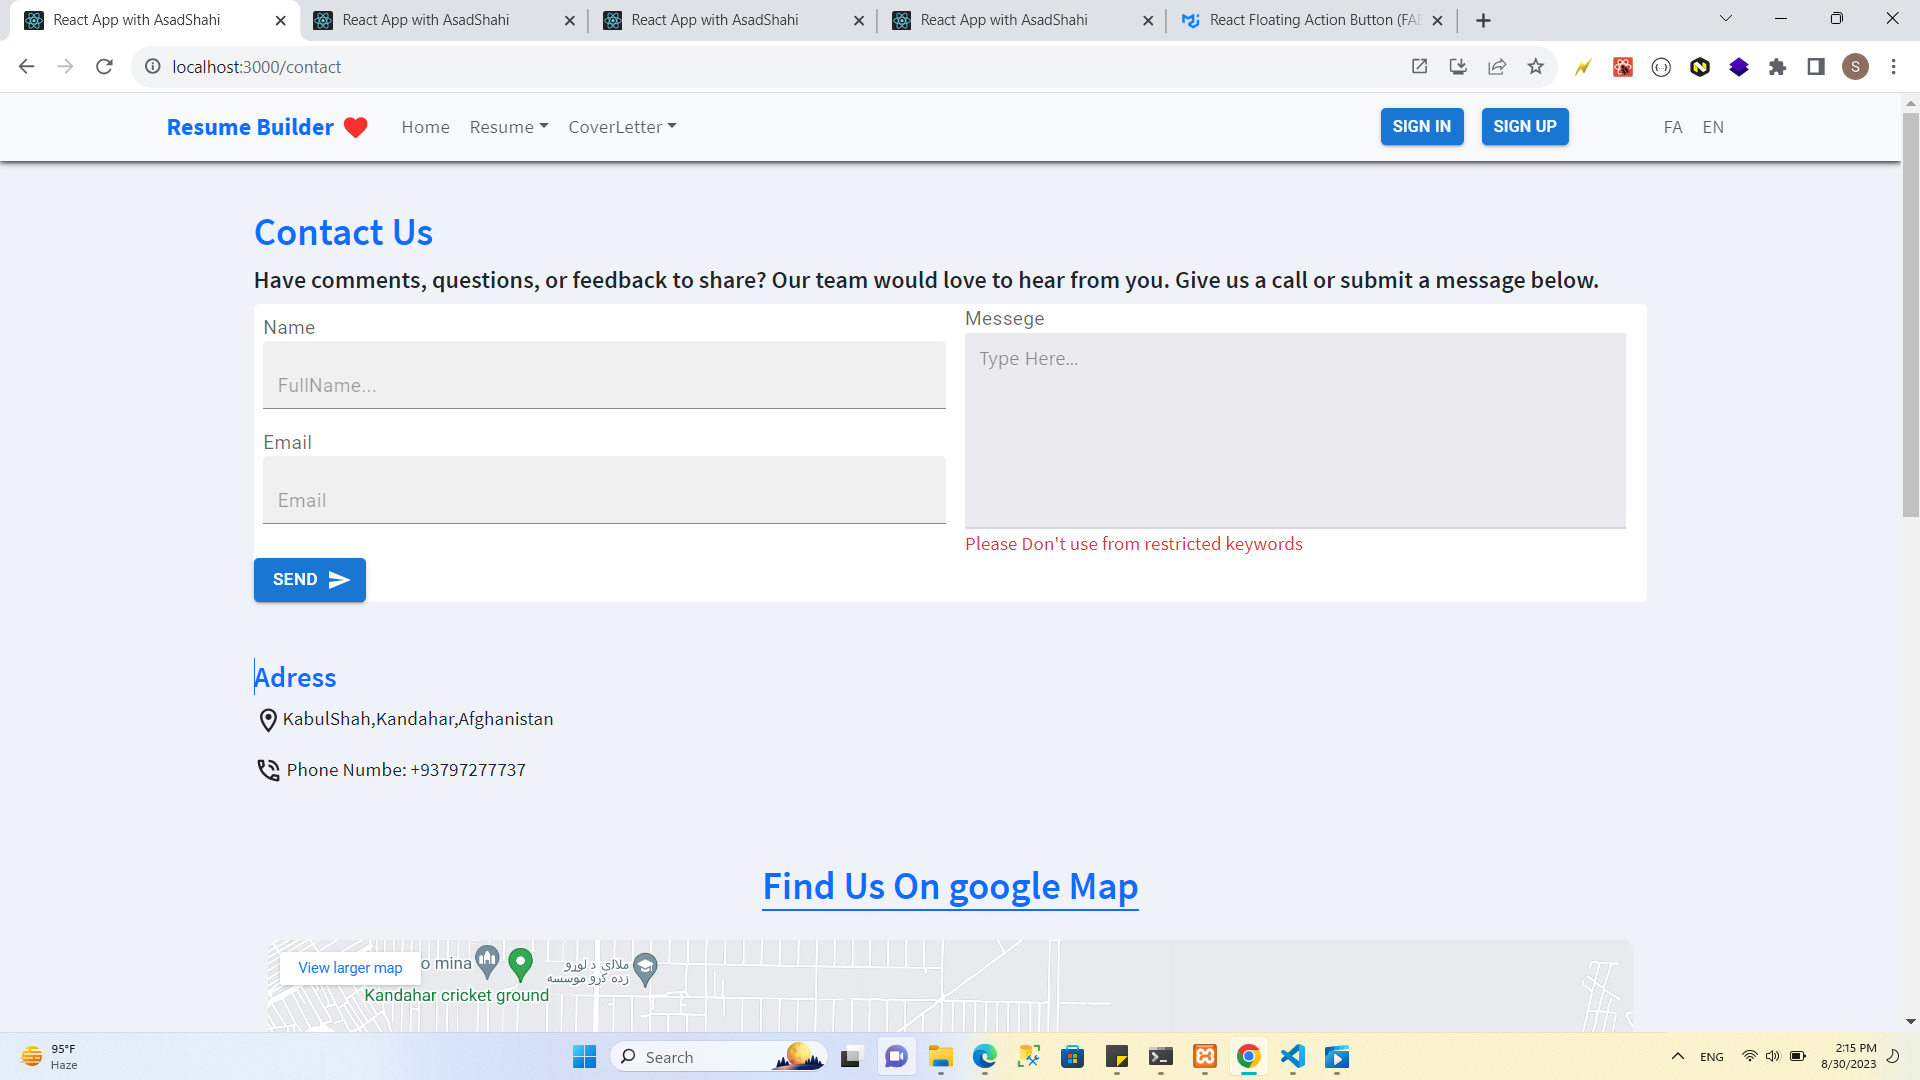 React App with AsadShahi
React App with AsadShahi
React App with AsadShahi
React App with AsadShahi
React Floating Action Button (FAB
localhost:3000/contact
S
Resume Builder
Home
Resume
CoverLetter
SIGN IN
SIGN UP
FA
EN
Contact Us
Have comments, questions, or feedback to share? Our team would love to hear from you. Give us a call or submit a message below.
Name
FullName...
Email
Email
Messege
Type Here...
Please Don't use from restricted keywords
SEND
Adress
KabulShah,Kandahar,Afghanistan
Phone Numbe: +93797277737
Find Us On google Map
View larger map
o mina
Kandahar cricket ground
ملالۍ د لوړو
زده کړو موسسه
95°F
Haze
Search
ENG
2:15 PM
8/30/2023